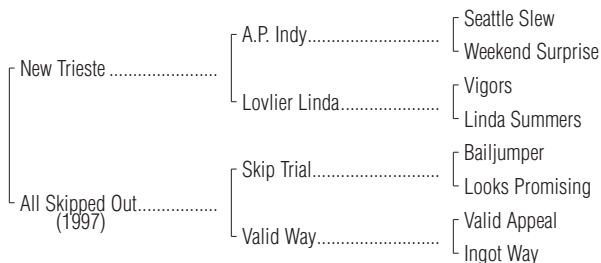 Seattle Slew
A.P. Indy........................
Weekend Surprise
New Trieste ......................
Vigors
Lovlier Linda.....................
Linda Summers
Bailjumper
Skip Trial.........................
Looks Promising
All Skipped Out.................
(1997)
Valid Appeal
Valid Way.........................
Ingot Way